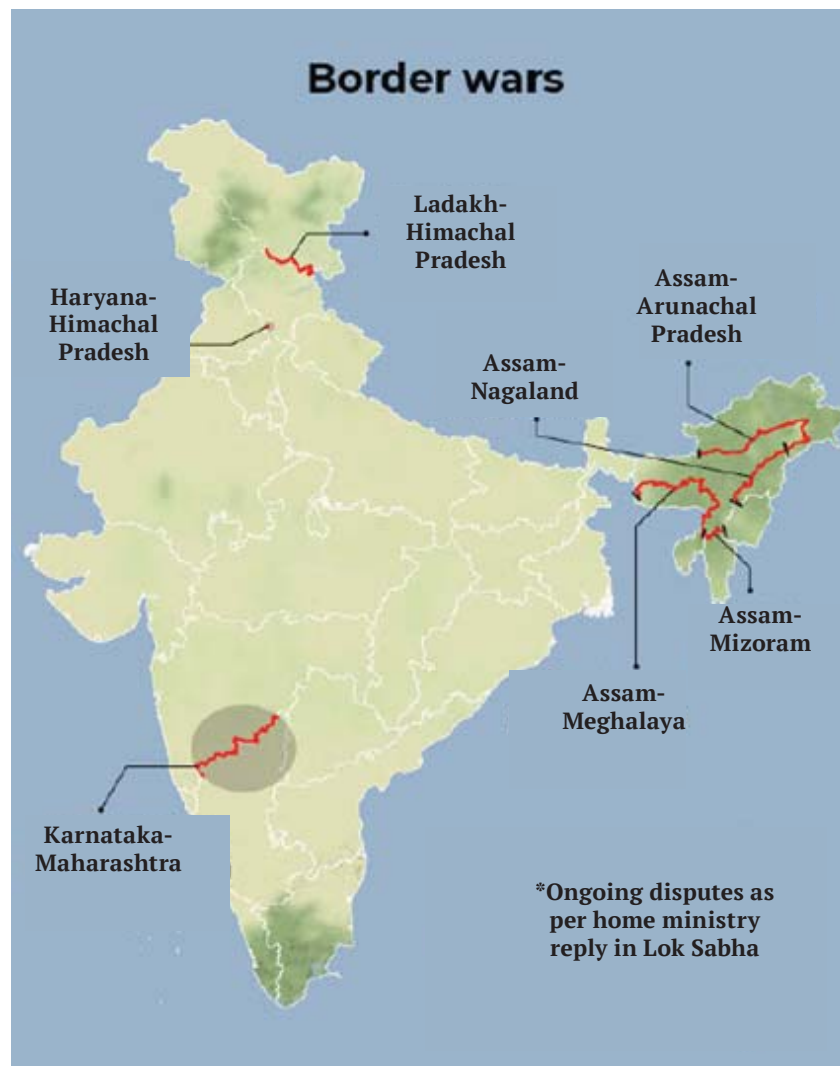 Border wars
Ladakh-
Himachal
Pradesh
Haryana-
Himachal
Pradesh
Assam-
Arunachal
Pradesh
Assam-
Nagaland
Assam-
Mizoram
Assam-
Meghalaya
Karnataka-
Maharashtra
*Ongoing disputes as
per home ministry
reply in Lok Sabha